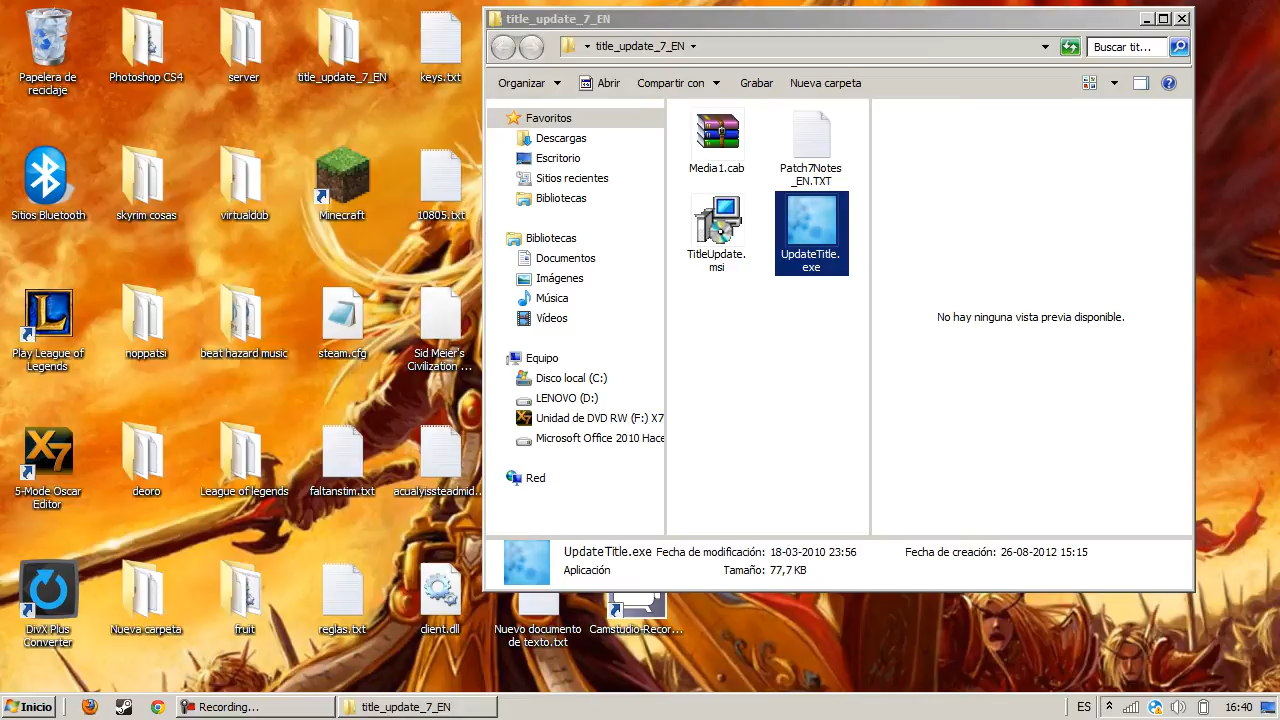 Papelera de
reciclaje
Photoshop CS4
server
title_update_7_EN
keys.txt
Sitios Bluetooth
skyrim cosas
virtualdub
Minecraft
10805.txt
Play League of
Legends
noppatsi
beat hazard music
steam.cfg
Sid Meier's
Civilization ...
5-Mode Oscar
Editor
deoro
League of legends
faltanstim.txt
acualyissteadmid...
DivX Plus
Converter
Nueva carpeta
fruit
reglas.txt
client.dll
Nuevo documento
de texto.txt
Camstudio-Recor...
title_update_7_EN
title_update_7_EN
Buscar tit...
Organizar
Abrir
Compartir con
Grabar
Nueva carpeta
Favoritos
Descargas
Escritorio
Sitios recientes
Bibliotecas
Bibliotecas
Documentos
Imágenes
Música
Vídeos
Equipo
Disco local (C:)
LENOVO (D:)
Unidad de DVD RW (F:) X7
Microsoft Office 2010 Hace
Red
Media1.cab
Patch7Notes
_EN.TXT
TitleUpdate.
msi
UpdateTitle.
exe
No hay ninguna vista previa disponible.
UpdateTitle.exe Fecha de modificación: 18-03-2010 23:56 Fecha de creación: 26-08-2012 15:15
Aplicación Tamaño: 77,7 KB
Inicio
Recording...
title_update_7_EN
ES
16:40